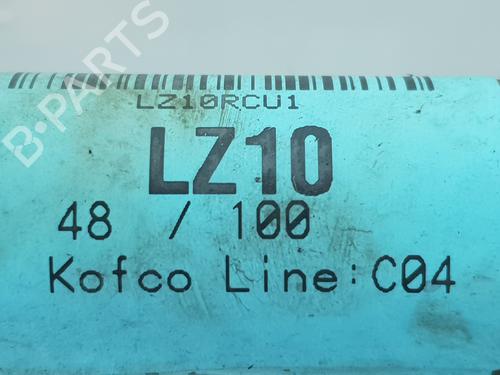 B-PARTS
LZ10RCU1
LZ10
48 / 100
Kofco Line:C04